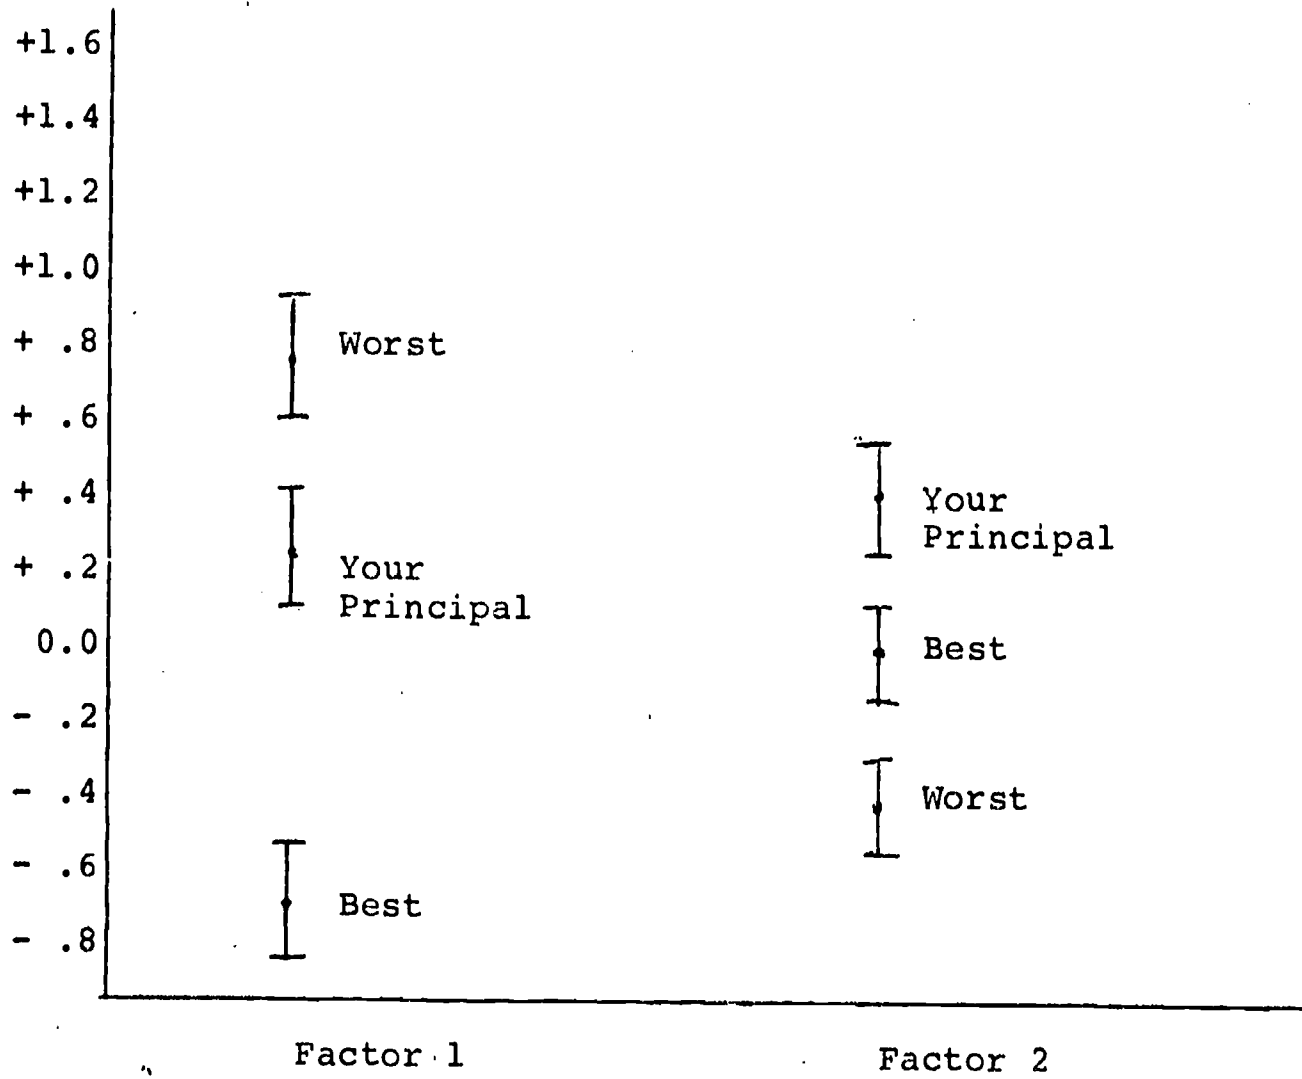 +1.6
+1.4
+1.2
+1.0
+ .8
Worst
+ .6
+ .4
Your
Principal
+ .2
Your
Principal
0.0
Best
- .2
- .4
Worst
- .6
Best
- .8
Factor 1
Factor 2